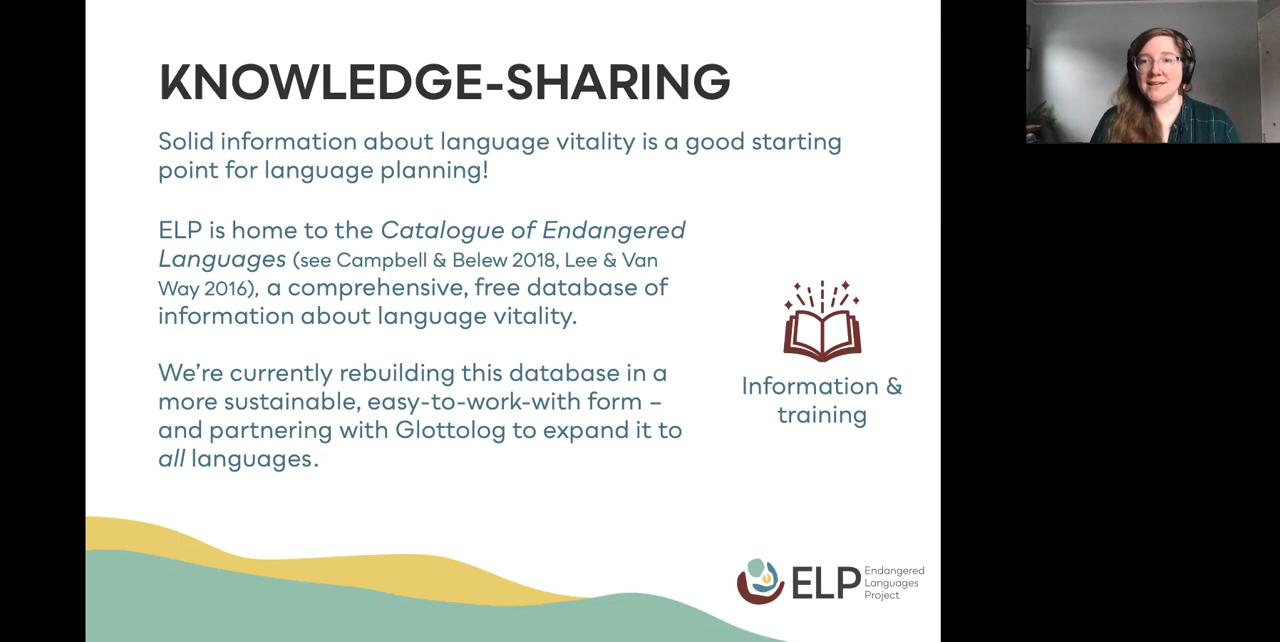 KNOWLEDGE-SHARING
Solid information about language vitality is a good starting
point for language planning!
ELP is home to the Catalogue of Endangered
Languages (see Campbell & Belew 2018, Lee & Van
Way 2016), a comprehensive, free database of
information about language vitality.
We’re currently rebuilding this database in a
more sustainable, easy-to-work-with form –
and partnering with Glottolog to expand it to
all languages.
Information &
training
ELP
Endangered
Languages
Project